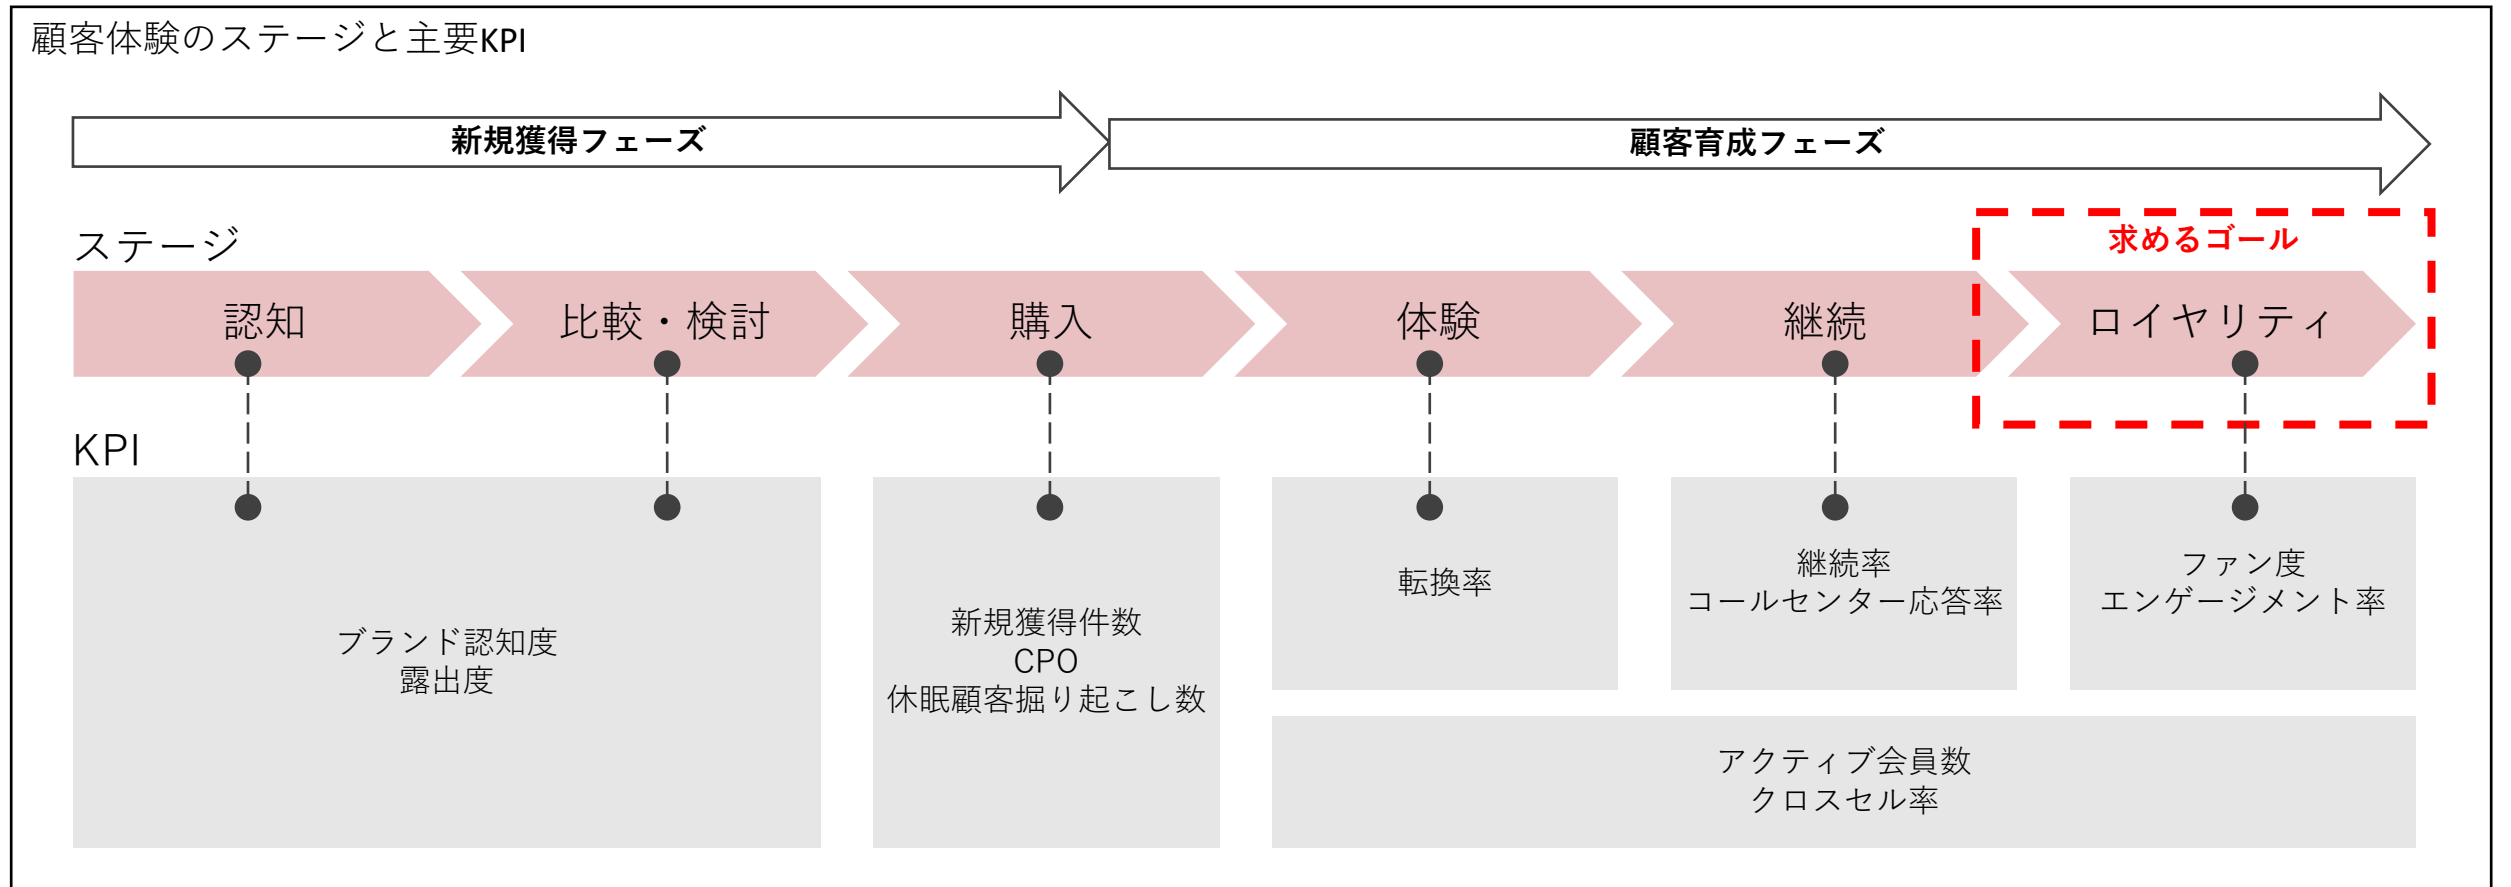 顧客体験のステージと主要KPI
新規獲得フェーズ
顧客育成フェーズ
ステージ
求めるゴール
認知
比較・検討
購入
体験
継続
ロイヤリティ
KPI
ブランド認知度
露出度
新規獲得件数
CPO
休眠顧客掘り起こし数
転換率
継続率
コールセンター応答率
ファン度
エンゲージメント率
アクティブ会員数
クロスセル率